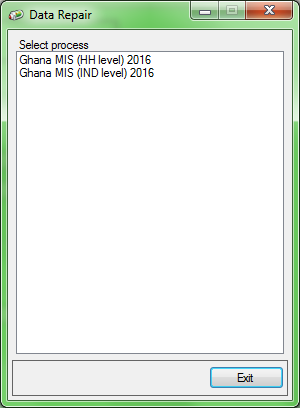 Data Repair
Select process
Ghana MIS (HH level) 2016
Ghana MIS (IND level) 2016
Exit